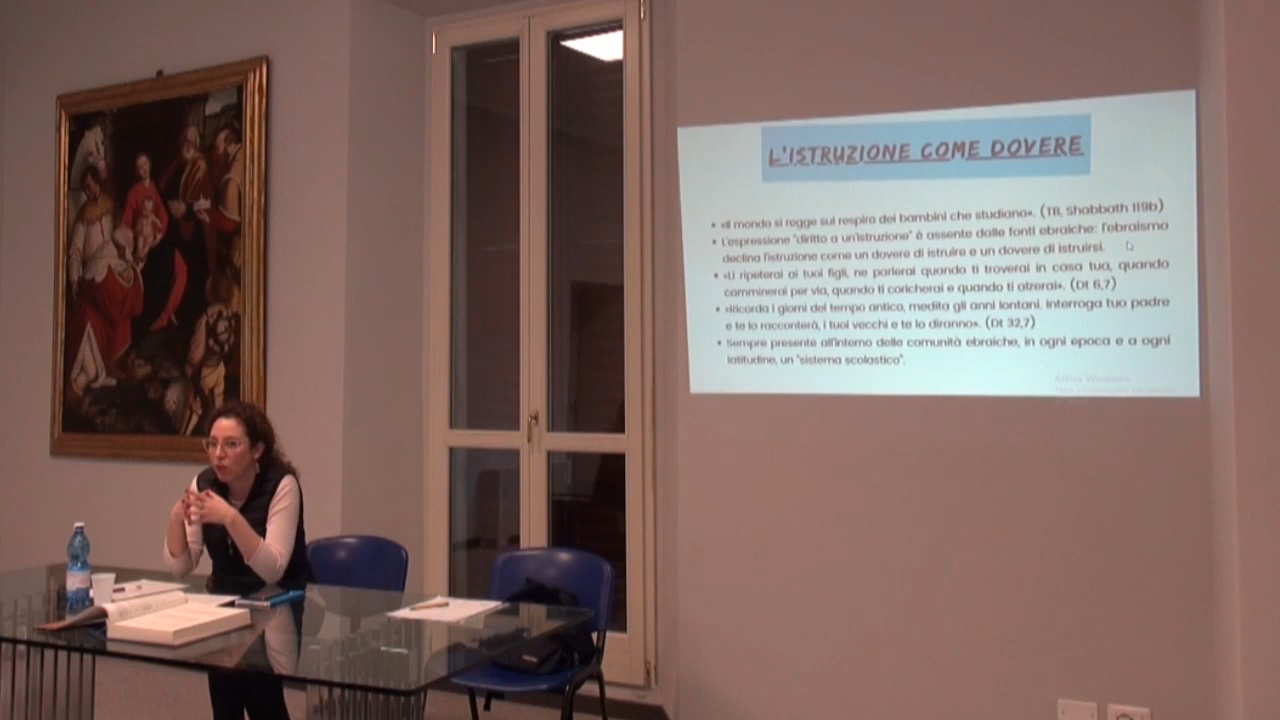 L'ISTRUZIONE COME DOVERE
• «Il mondo si regge sul respiro dei bambini che studiano». (TB, Shabbath 119b)
• L'espressione "diritto a un'istruzione" è assente dalle fonti ebraiche: l'ebraismo
declina l'istruzione come un dovere di istruire e un dovere di istruirsi.
• «Li ripeterai ai tuoi figli, ne parlerai quando ti troverai in casa tua, quando
camminerai per via, quando ti coricherai e quando ti alzerai». (Dt 6,7)
• «Ricorda i giorni del tempo antico, medita gli anni lontani. Interroga tuo padre
e te lo racconterà, i tuoi vecchi e te lo diranno». (Dt 32,7)
• Sempre presente all'interno delle comunità ebraiche, in ogni epoca e a ogni
latitudine, un "sistema scolastico".